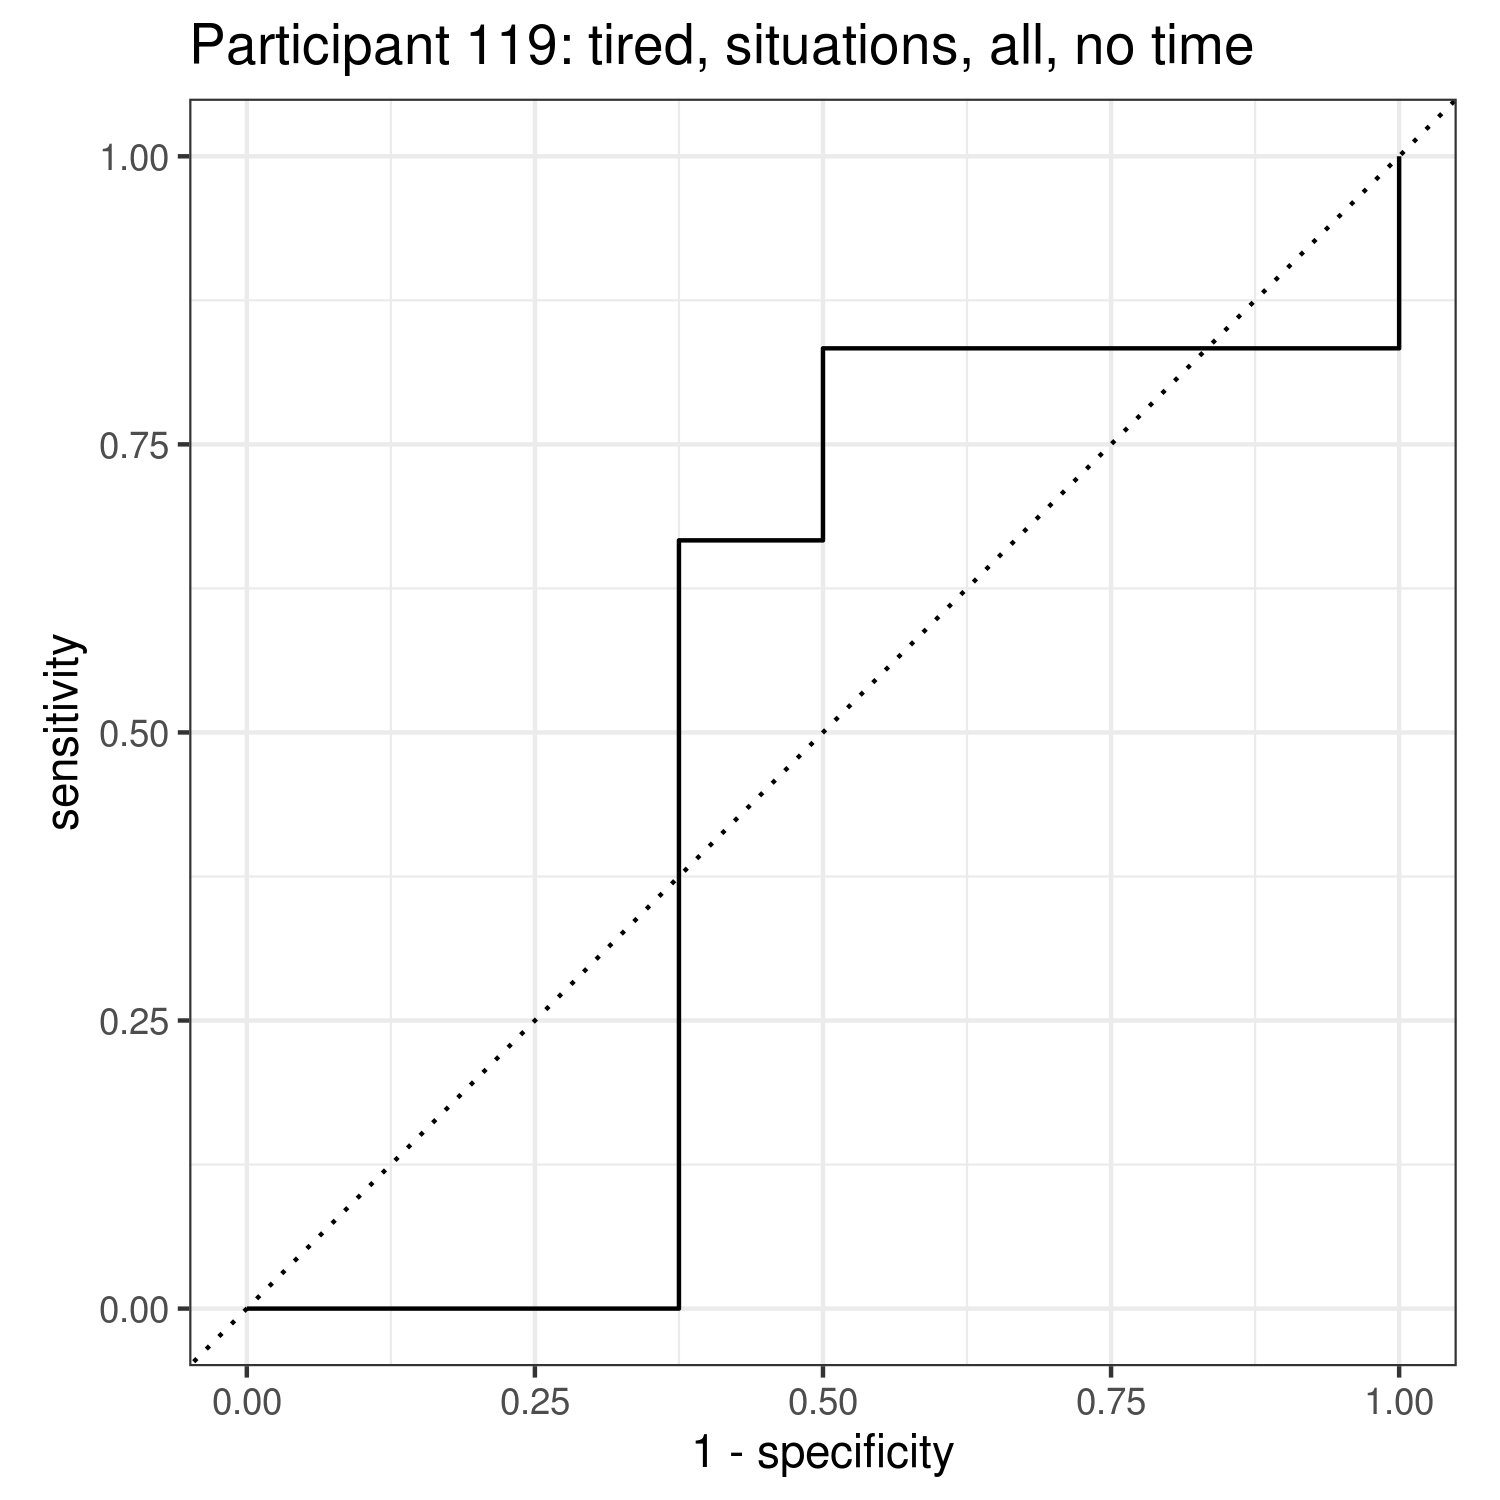 Participant 119: tired, situations, all, no time
1.00
0.75
0.50
0.25
0.00
sensitivity
0.00 0.25 0.50 0.75 1.00
1 - specificity